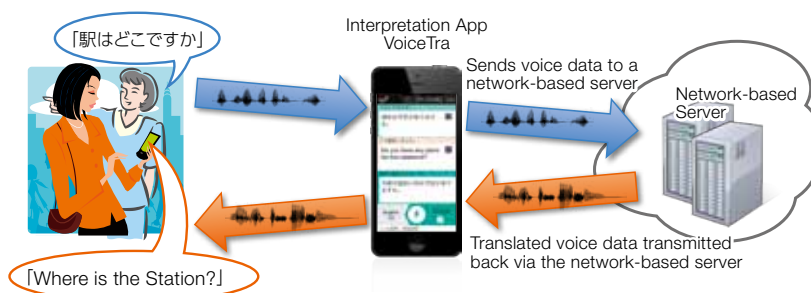 「駅はどこですか」
Interpretation App
VoiceTra
Sends voice data to a
network-based server
Network-based
Server
Translated voice data transmitted
back via the network-based server
「Where is the Station?」